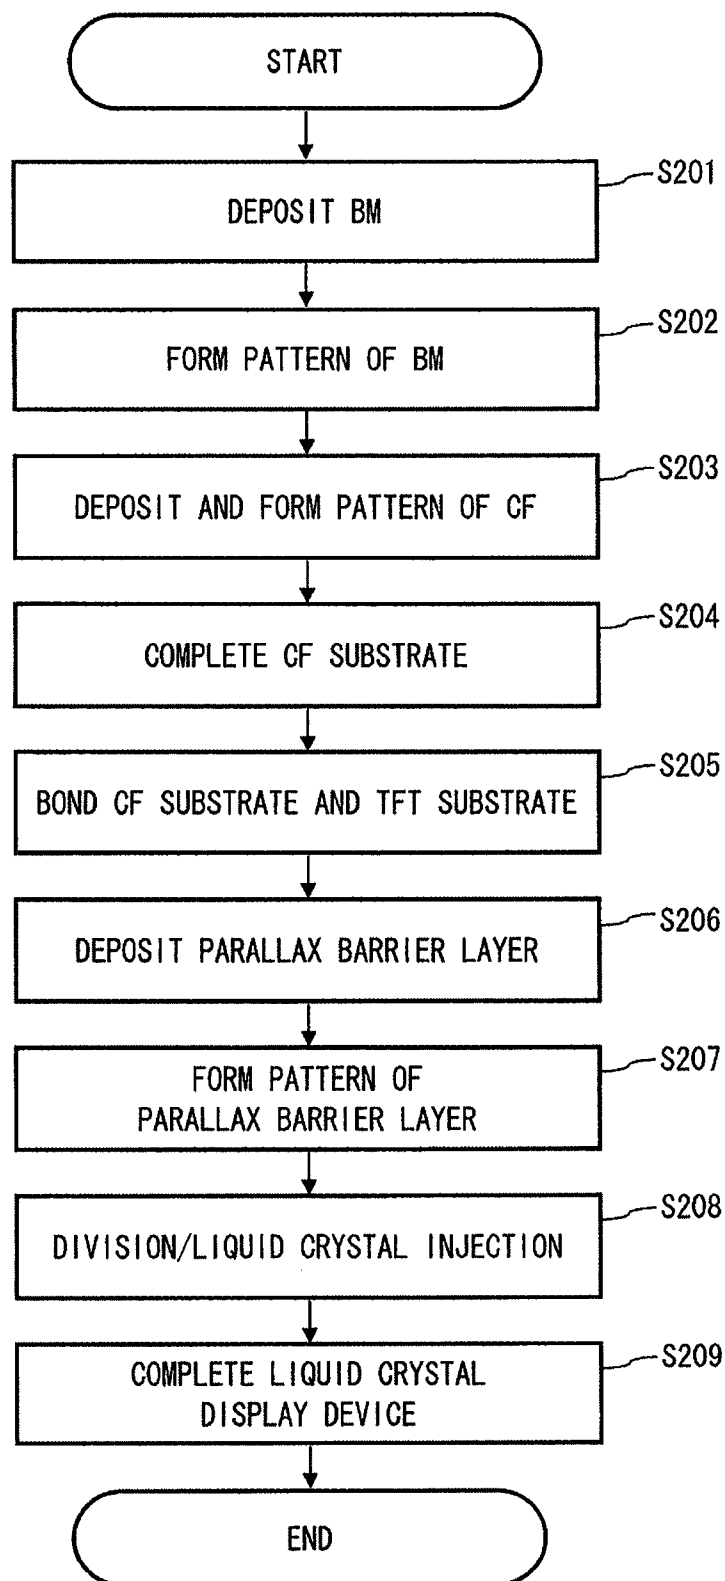 START
S201
DEPOSIT BM
S202
FORM PATTERN OF BM
S203
DEPOSIT AND FORM PATTERN OF CF
S204
COMPLETE CF SUBSTRATE
S205
BOND CF SUBSTRATE AND TFT SUBSTRATE
S206
DEPOSIT PARALLAX BARRIER LAYER
S207
FORM PATTERN OF
PARALLAX BARRIER LAYER
S208
DIVISION/LIQUID CRYSTAL INJECTION
S209
COMPLETE LIQUID CRYSTAL
DISPLAY DEVICE
END